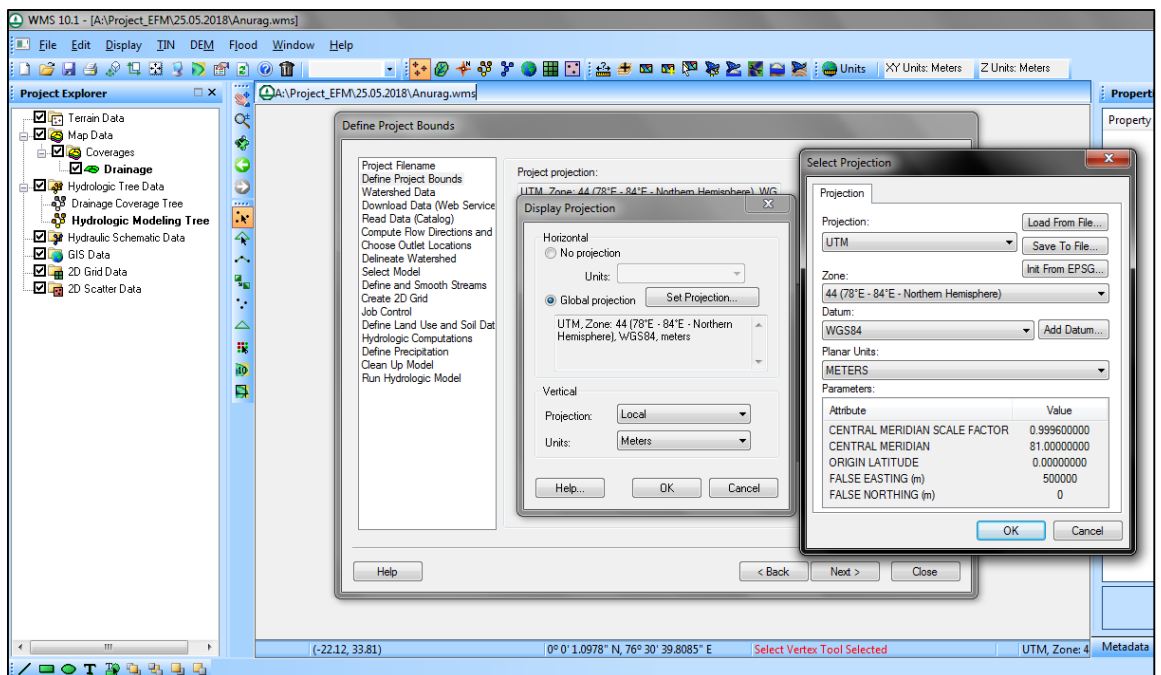 WMS 10.1 - [A:\Project_EFM\25.05.2018\Anurag.wms]
File Edit Display TIN DEM Flood Window Help
Units XY Units: Meters Z Units: Meters
Project Explorer
Terrain Data
Map Data
Coverages
Drainage
Hydrologic Tree Data
Drainage Coverage Tree
Hydrologic Modeling Tree
Hydraulic Schematic Data
GIS Data
2D Grid Data
2D Scatter Data
A:\Project_EFM\25.05.2018\Anurag.wms
Define Project Bounds
Project Filename
Define Project Bounds
Watershed Data
Download Data (Web Service
Read Data (Catalog)
Compute Flow Directions and
Choose Outlet Locations
Delineate Watershed
Select Model
Define and Smooth Streams
Create 2D Grid
Job Control
Define Land Use and Soil Dat
Hydrologic Computations
Define Precipitation
Clean Up Model
Run Hydrologic Model
Project projection:
UTM, Zone: 44 (78°E - 84°E - Northern Hemisphere), WG
Help
< Back Next > Close
Display Projection
Horizontal
No projection
Units:
Global projection Set Projection...
UTM, Zone: 44 (78°E - 84°E - Northern
Hemisphere), WGS84, meters
Vertical
Projection: Local
Units: Meters
Help... OK Cancel
Select Projection
Projection
Projection: Load From File...
UTM Save To File...
Zone: Init From EPSG...
44 (78°E - 84°E - Northern Hemisphere)
Datum:
WGS84 Add Datum...
Planar Units:
METERS
Parameters:
Attribute Value
CENTRAL MERIDIAN SCALE FACTOR 0.999600000
CENTRAL MERIDIAN 81.00000000
ORIGIN LATITUDE 0.00000000
FALSE EASTING (m) 500000
FALSE NORTHING (m) 0
OK Cancel
Propert
Property
(-22.12, 33.81) 0° 0' 1.0978" N, 76° 30' 39.8085" E Select Vertex Tool Selected UTM, Zone: 4
Metadata
T